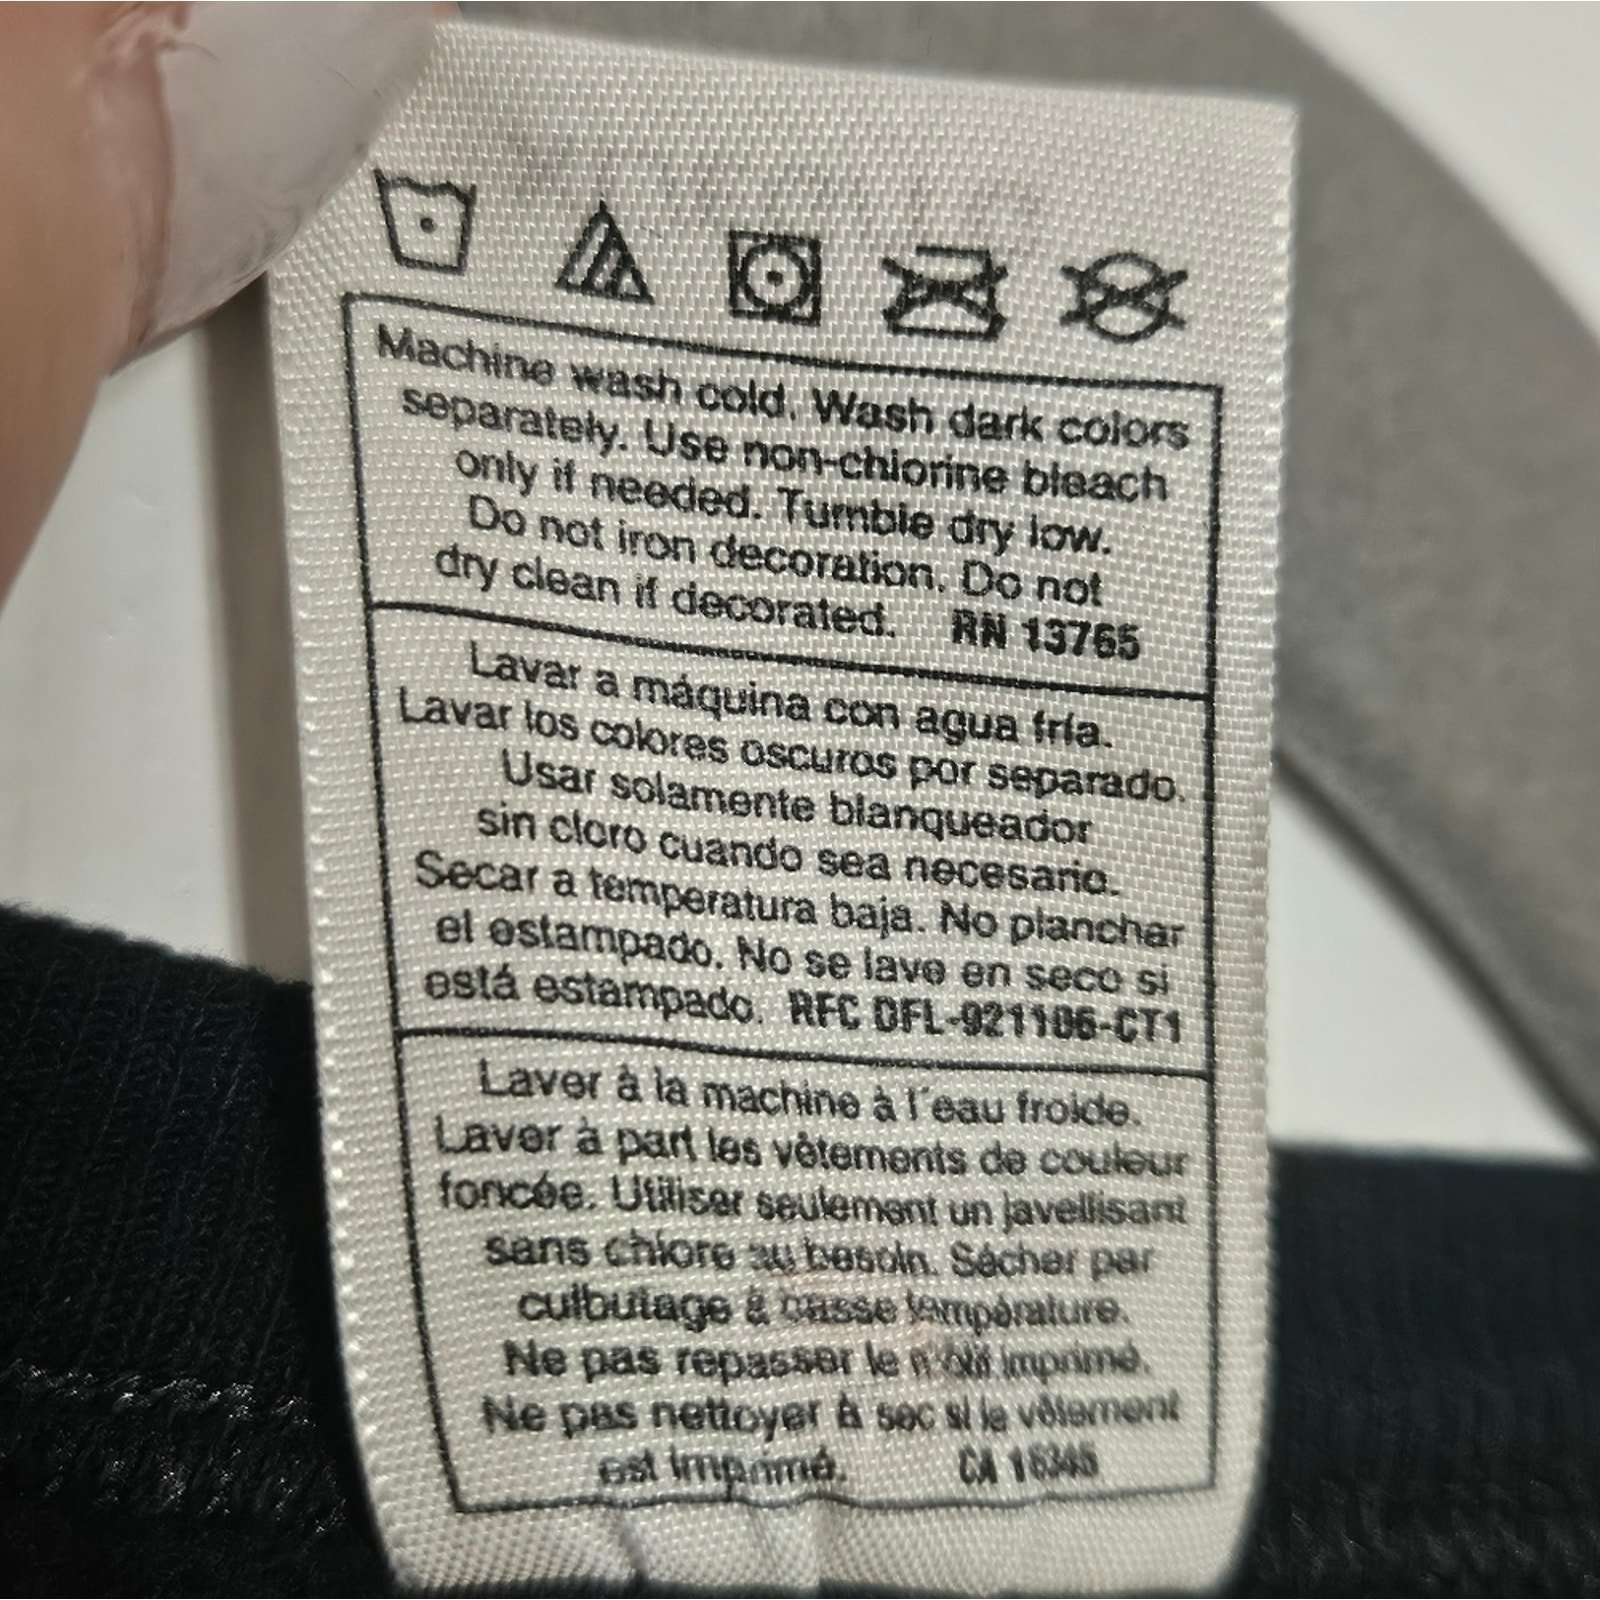 Machine wash cold. Wash dark colors
separately. Use non-chlorine bleach
only if needed. Tumble dry low.
Do not iron decoration. Do not
dry clean if decorated. RN 13765
Lavar a máquina con agua fría.
Lavar los colores oscuros por separado.
Usar solamente blanqueador
sin cloro cuando sea necesario.
Secar a temperatura baja. No planchar
el estampado. No se lave en seco si
está estampado. RFC DFL-921106-CT1
Laver à la machine à l'eau froide.
Laver à part les vêtements de couleur
foncée. Utiliser seulement un javellisant
sans chlore au besoin. Sécher par
culbutage à basse température.
Ne pas repasser le motif imprimé.
Ne pas nettoyer à sec si le vêtement
est imprimé. CA 16345